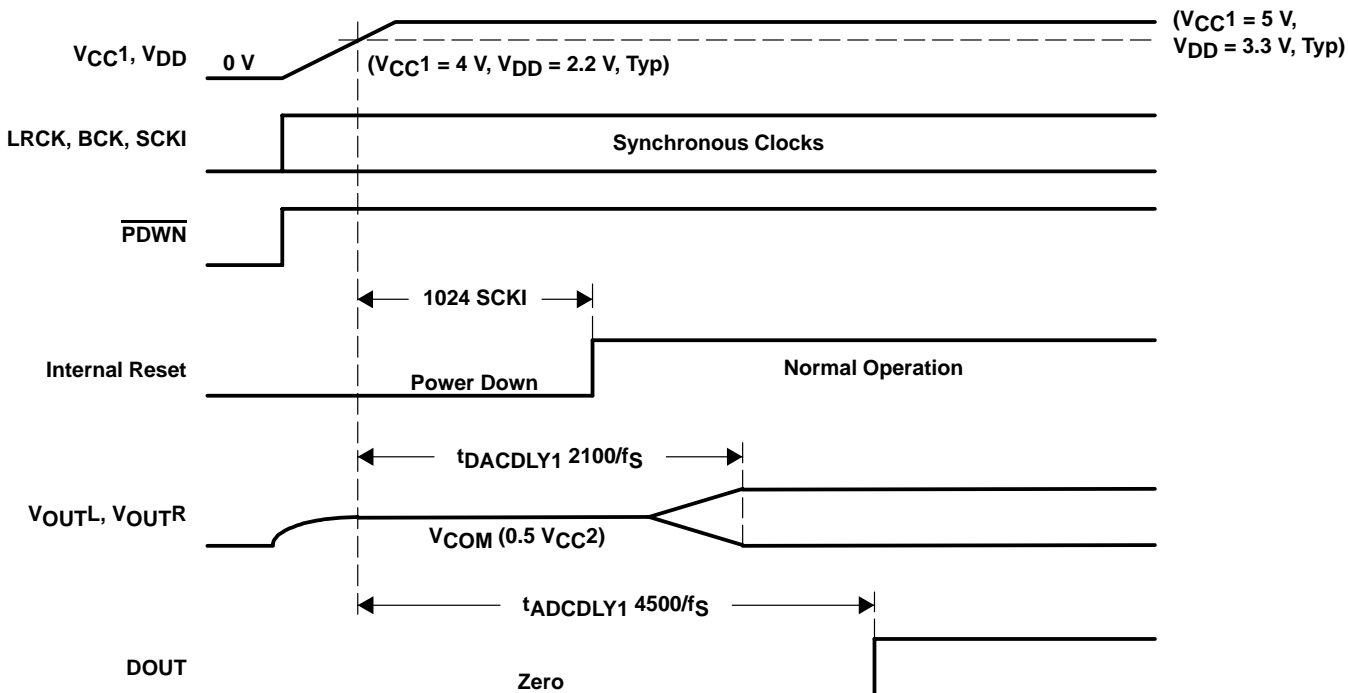 (VCC1 = 5 V,
VDD = 3.3 V, Typ)
VCC1, VDD
0 V
(VCC1 = 4 V, VDD = 2.2 V, Typ)
LRCK, BCK, SCKI
Synchronous Clocks
PDWN
1024 SCKI
Internal Reset
Power Down
Normal Operation
tDACDLY1 2100/fS
VOUTL, VOUTR
VCOM (0.5 VCC2)
tADCDLY1 4500/fS
DOUT
Zero